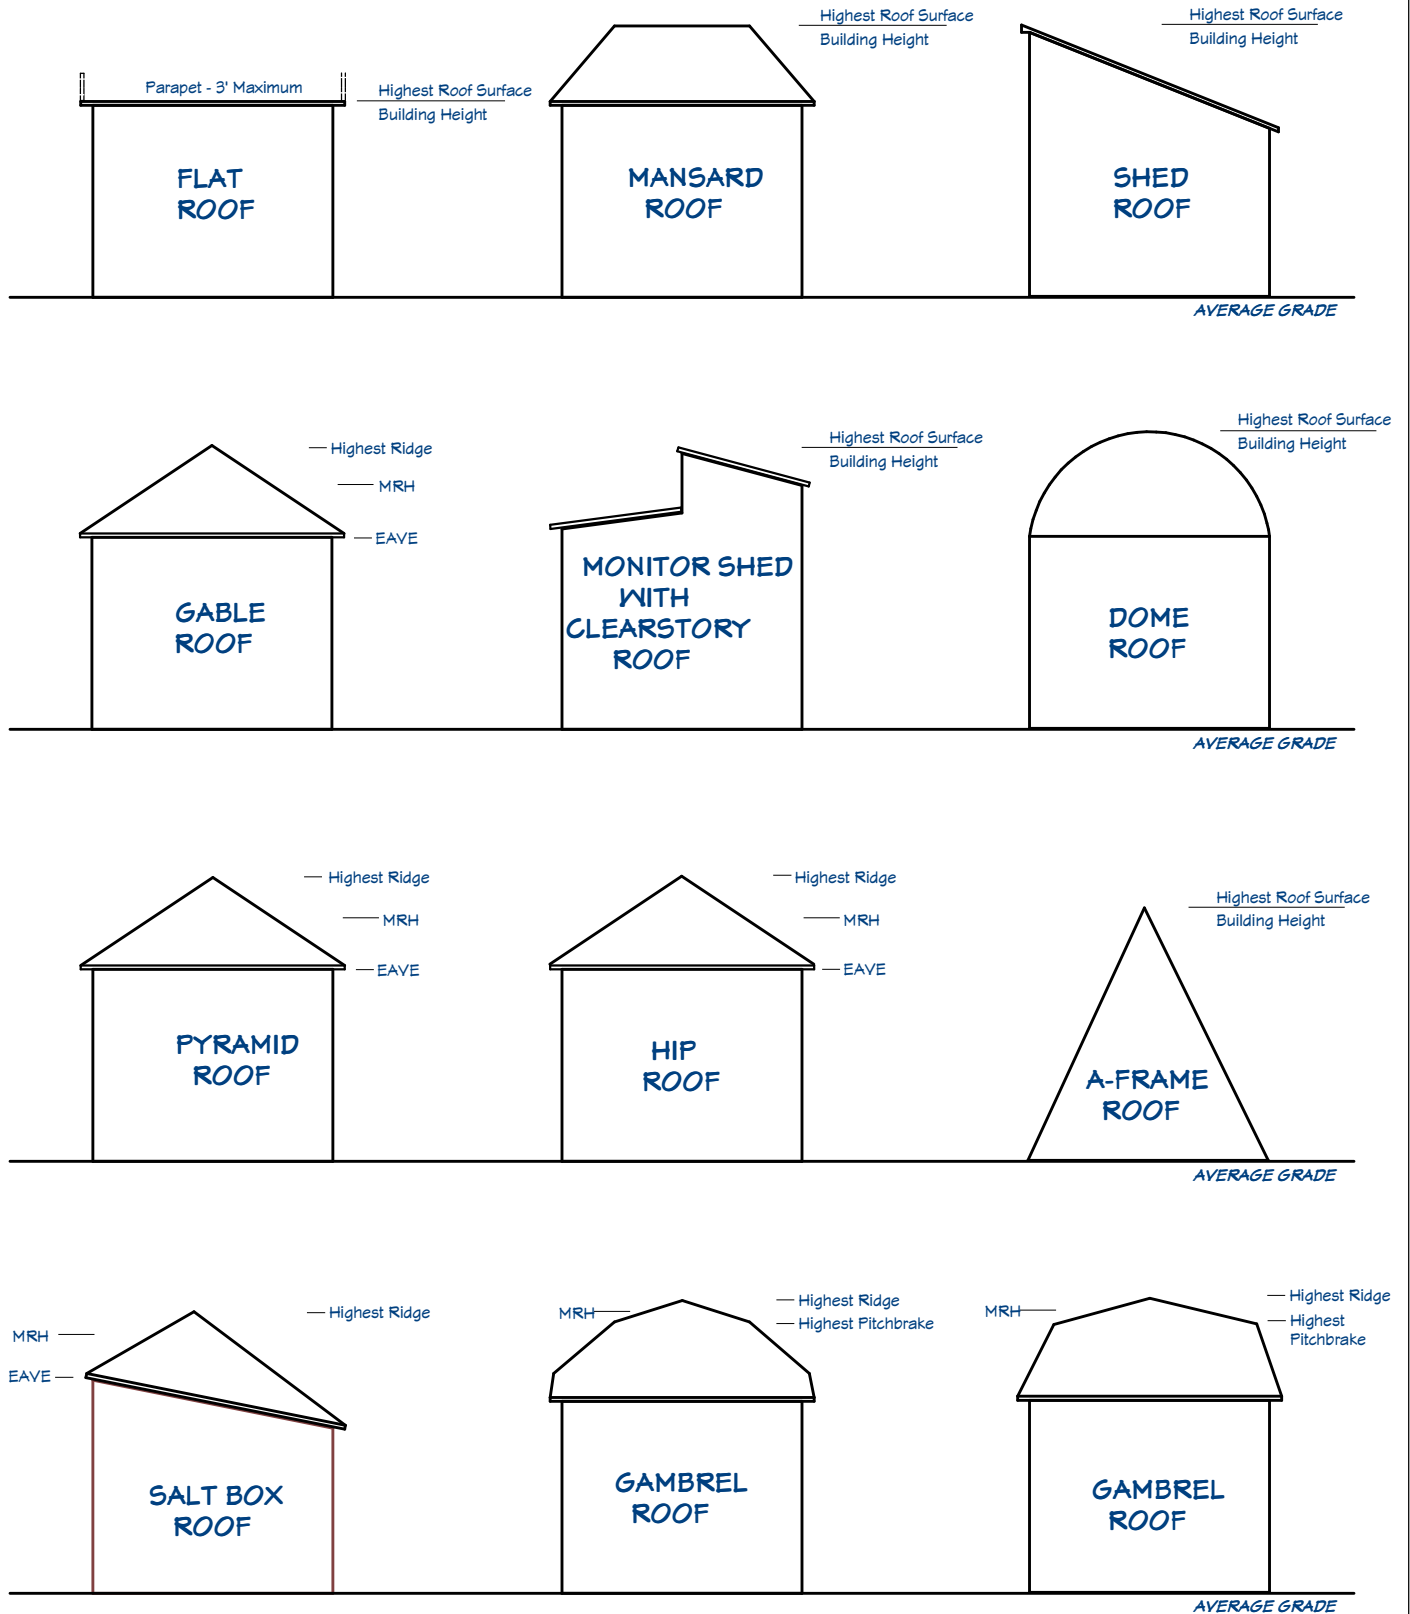 Highest Roof Surface
Building Height
Highest Roof Surface
Building Height
Parapet - 3' Maximum
Highest Roof Surface
Building Height
FLAT
ROOF
MANSARD
ROOF
SHED
ROOF
AVERAGE GRADE
Highest Ridge
MRH
EAVE
GABLE
ROOF
Highest Roof Surface
Building Height
MONITOR SHED
WITH
CLEARSTORY
ROOF
Highest Roof Surface
Building Height
DOME
ROOF
AVERAGE GRADE
Highest Ridge
MRH
EAVE
PYRAMID
ROOF
Highest Ridge
MRH
EAVE
HIP
ROOF
Highest Roof Surface
Building Height
A-FRAME
ROOF
AVERAGE GRADE
Highest Ridge
MRH
EAVE
SALT BOX
ROOF
MRH
Highest Ridge
Highest Pitchbrake
GAMBREL
ROOF
MRH
Highest Ridge
Highest
Pitchbrake
GAMBREL
ROOF
AVERAGE GRADE